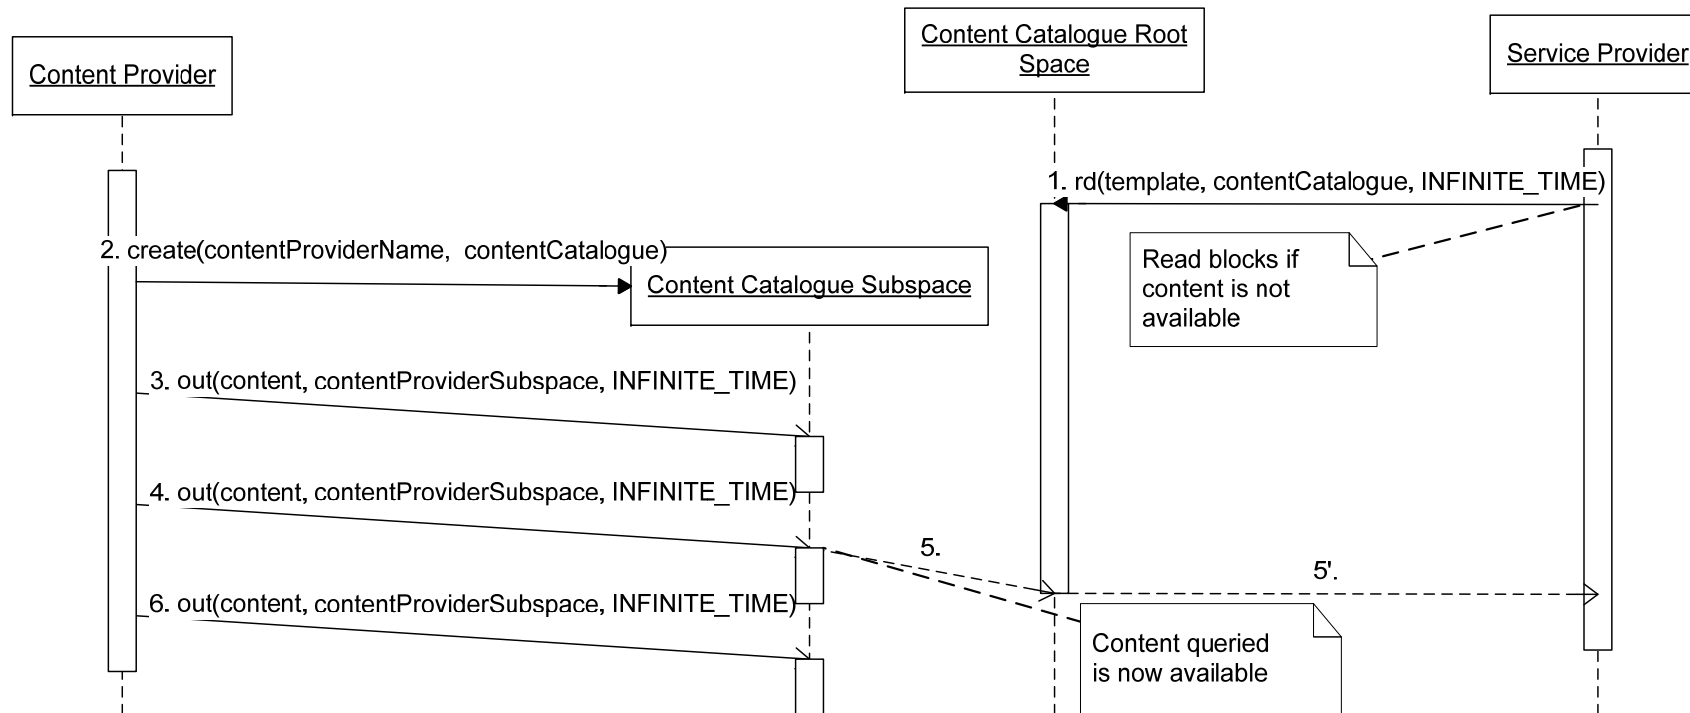 Content Provider
Content Catalogue Root
Space
Service Provider
1. rd(template, contentCatalogue, INFINITE_TIME)
2. create(contentProviderName, contentCatalogue)
Content Catalogue Subspace
Read blocks if
content is not
available
3. out(content, contentProviderSubspace, INFINITE_TIME)
4. out(content, contentProviderSubspace, INFINITE_TIME)
5.
5'.
6. out(content, contentProviderSubspace, INFINITE_TIME)
Content queried
is now available